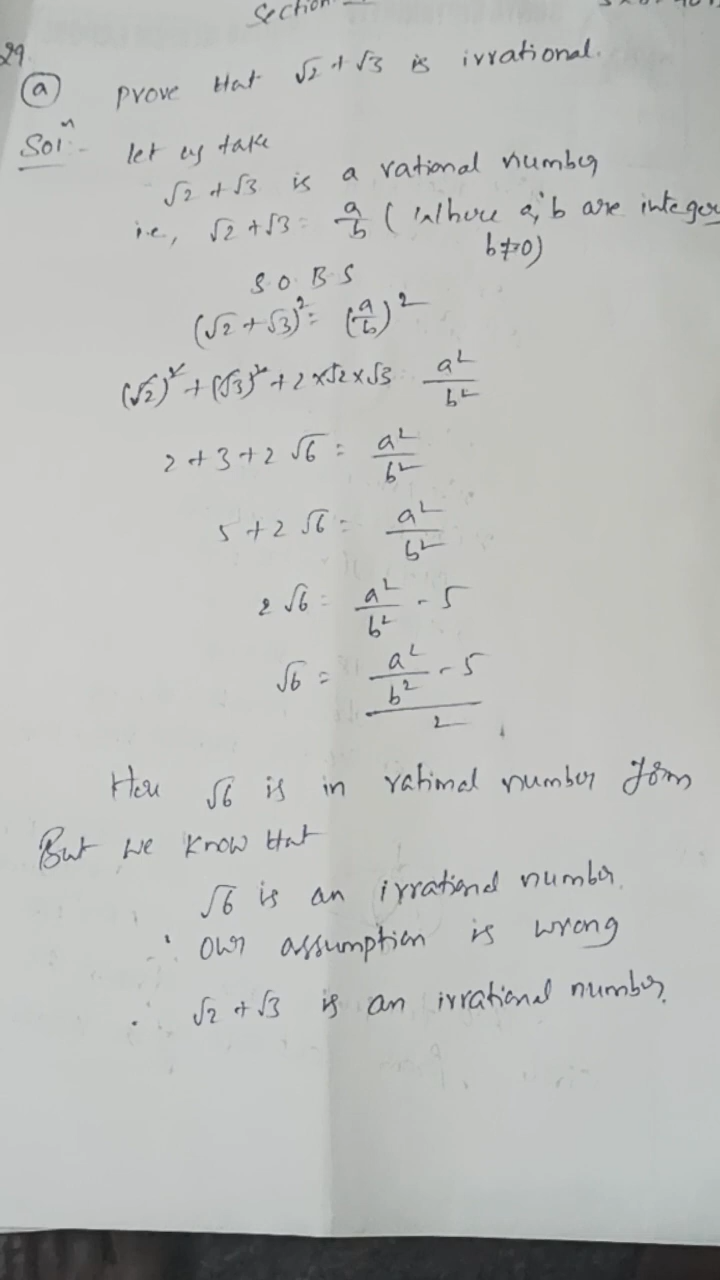 Section
29.
(a) prove that √2 + √3 is irrational.
Solⁿ:- let us take
√2 + √3 is a rational number
i.e, √2 + √3 = a/b (where a, b are integers
b≠0)
S.O.B.S
(√2 + √3)² = (a/b)²
(√2)² + (√3)² + 2×√2×√3 a²/b²
2 + 3 + 2√6 = a²/b²
5 + 2√6 = a²/b²
2√6 = a²/b² - 5
√6 = (a²/b² - 5)/2
Here √6 is in rational number form
But we know that
√6 is an irrational number.
∴ our assumption is wrong
∴ √2 + √3 is an irrational number.